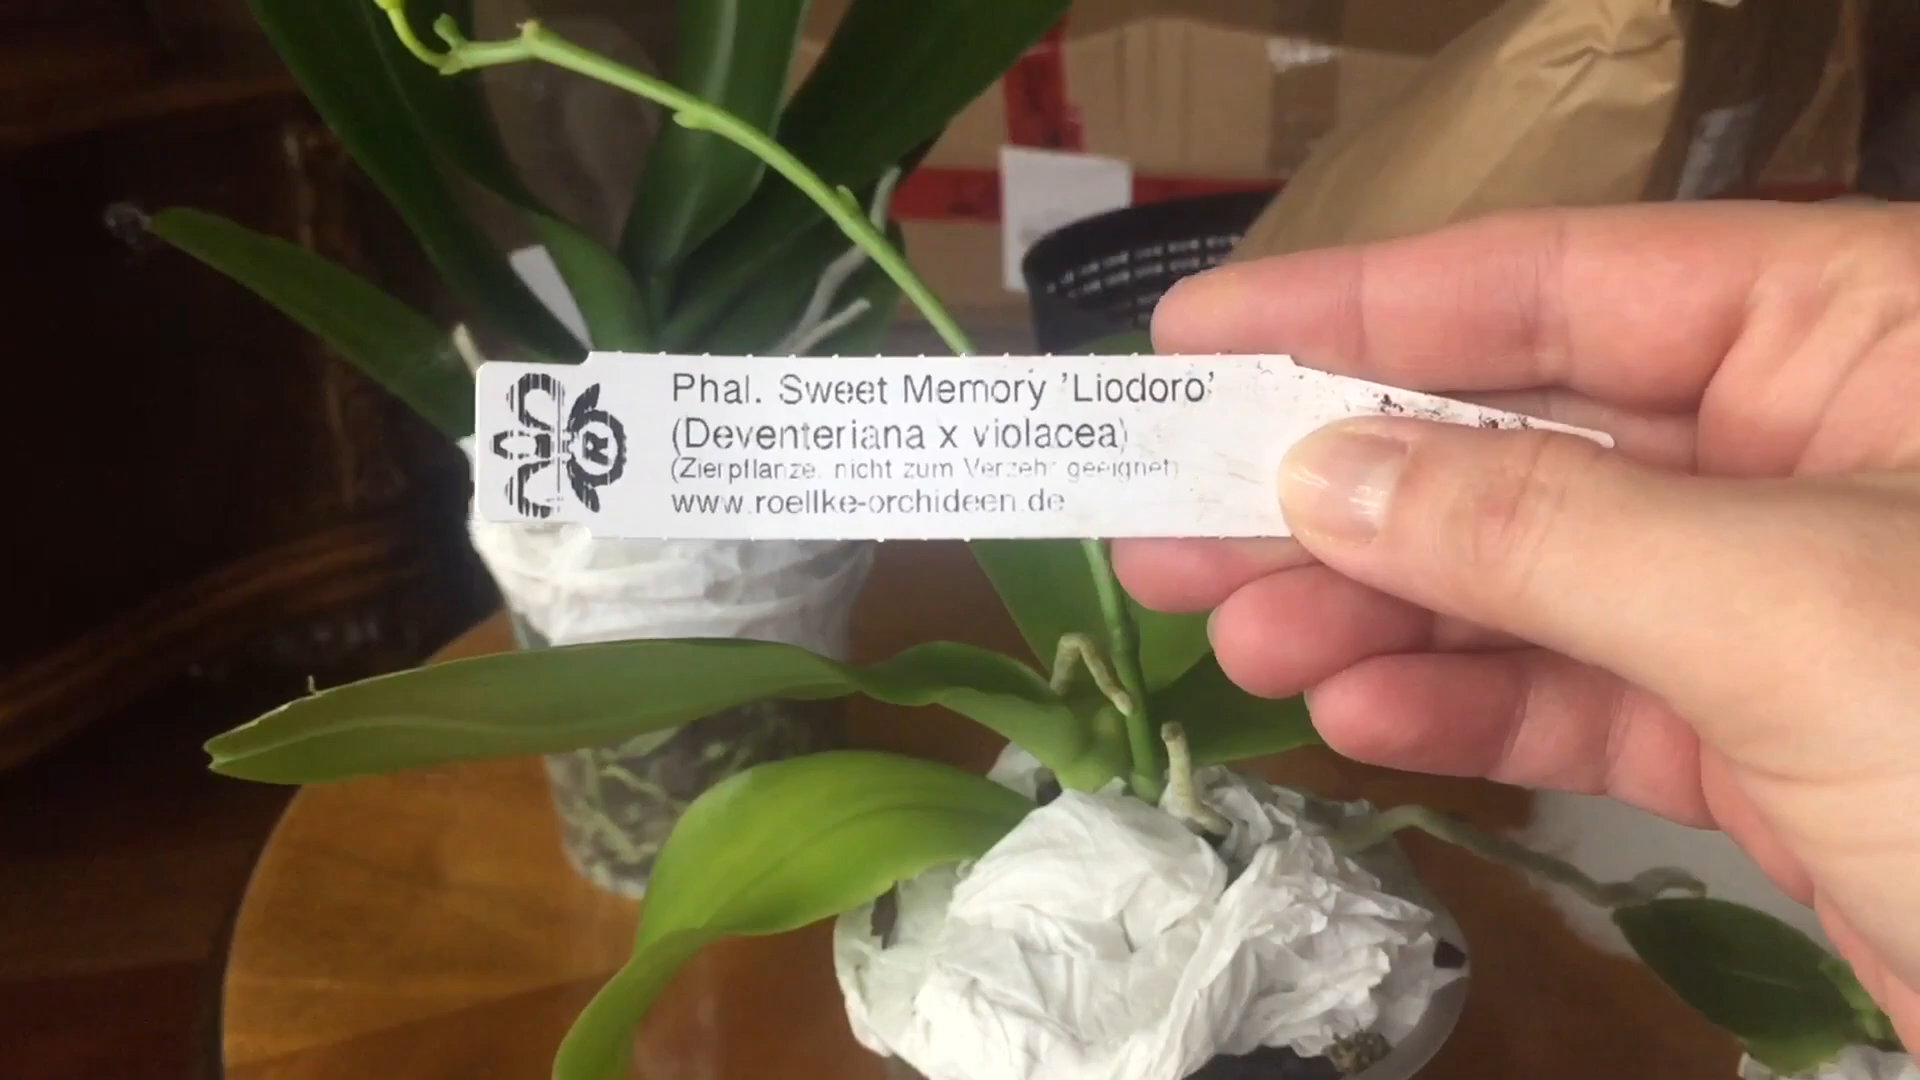 Phal. Sweet Memory 'Liodoro'
(Deventeriana x violacea)
(Zierpflanze, nicht zum Verzehr geeignet)
www.roellke-orchideen.de
R